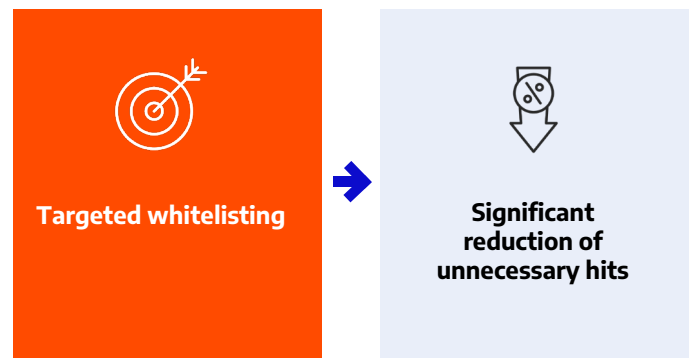 Targeted whitelisting
Significant
reduction of
unnecessary hits